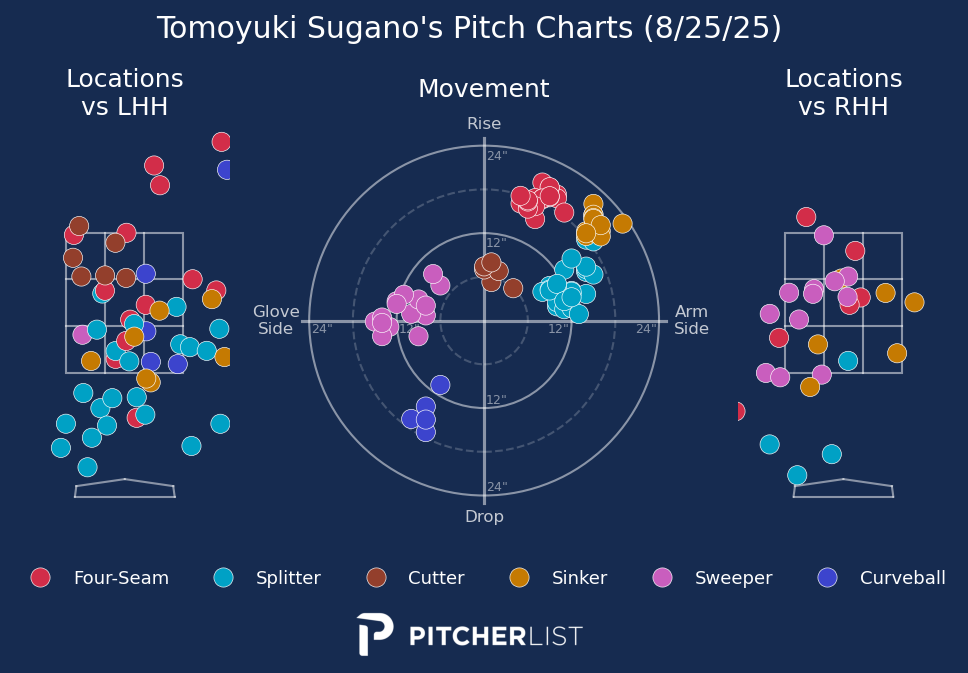 Tomoyuki Sugano's Pitch Charts (8/25/25)
Locations
vs LHH
Movement
Locations
vs RHH
Rise
24"
12"
Glove
Side
24"
12"
12"
24"
Arm
Side
12"
24"
Drop
Four-Seam
Splitter
Cutter
Sinker
Sweeper
Curveball
PITCHERLIST